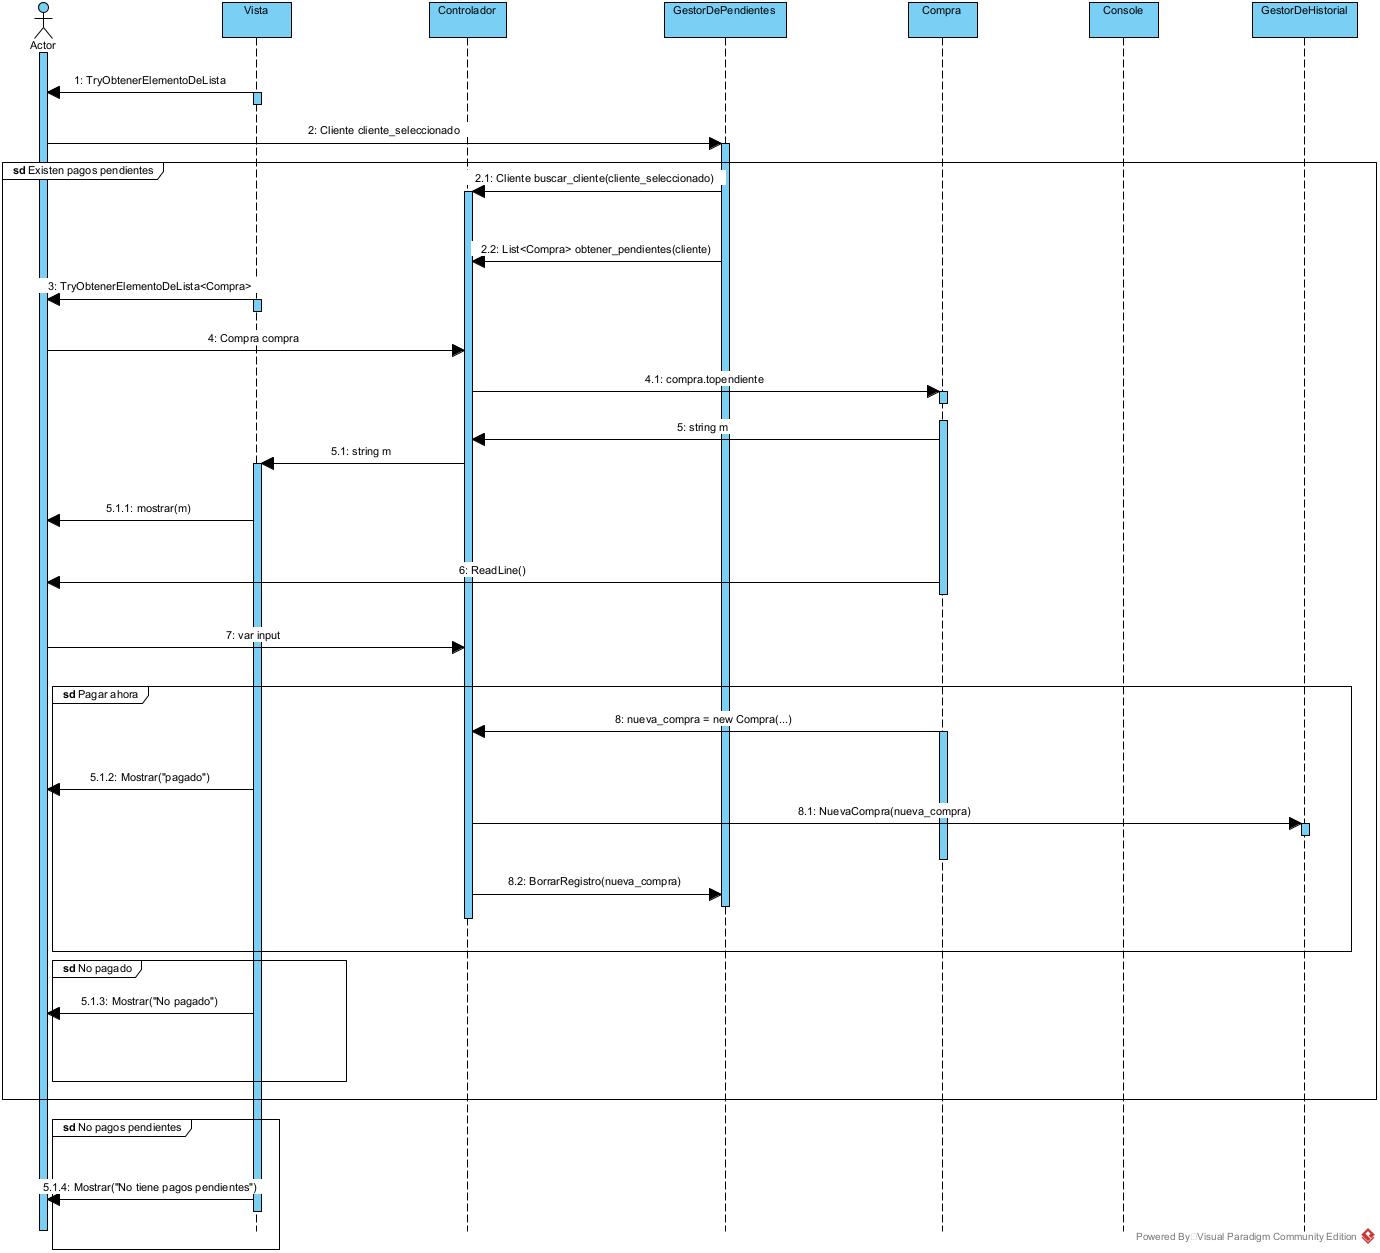 Actor
Vista
Controlador
GestorDePendientes
Compra
Console
GestorDeHistorial
1: TryObtenerElementoDeLista
2: Cliente cliente_seleccionado
sd Existen pagos pendientes
2.1: Cliente buscar_cliente(cliente_seleccionado)
2.2: List<Compra> obtener_pendientes(cliente)
3: TryObtenerElementoDeLista<Compra>
4: Compra compra
4.1: compra.topendiente
5: string m
5.1: string m
5.1.1: mostrar(m)
6: ReadLine()
7: var input
sd Pagar ahora
8: nueva_compra = new Compra(...)
5.1.2: Mostrar("pagado")
8.1: NuevaCompra(nueva_compra)
8.2: BorrarRegistro(nueva_compra)
sd No pagado
5.1.3: Mostrar("No pagado")
sd No pagos pendientes
5.1.4: Mostrar("No tiene pagos pendientes")
Powered By Visual Paradigm Community Edition